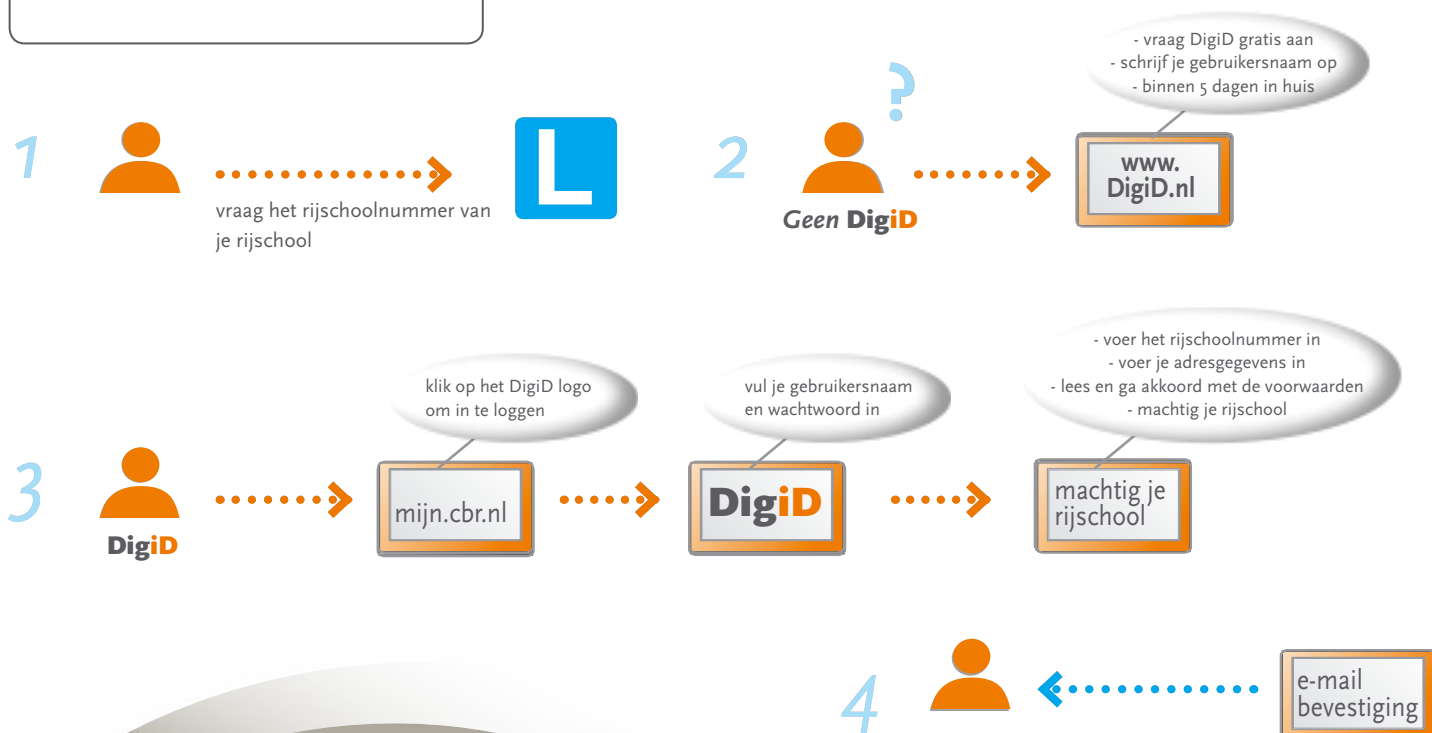 1
vraag het rijschoolnummer van
je rijschool
L
2
?
Geen DigiD
- vraag DigiD gratis aan
- schrijf je gebruikersnaam op
- binnen 5 dagen in huis
www.
DigiD.nl
3
DigiD
klik op het DigiD logo
om in te loggen
mijn.cbr.nl
vul je gebruikersnaam
en wachtwoord in
DigiD
- voer het rijschoolnummer in
- voer je adresgegevens in
- lees en ga akkoord met de voorwaarden
- machtig je rijschool
machtig je
rijschool
4
e-mail
bevestiging